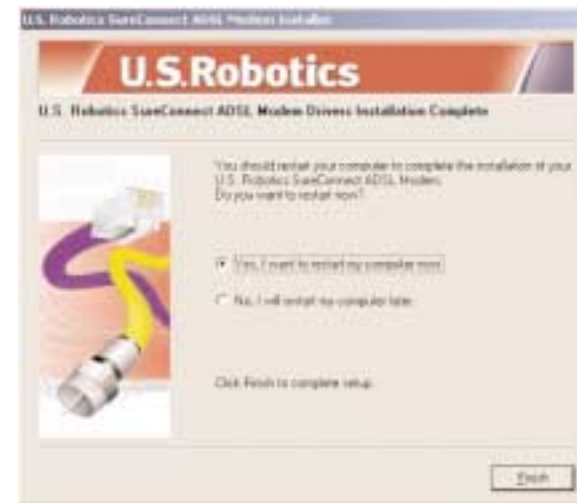 U.S. Robotics SureConnect ADSL Modem Installer
U.S.Robotics
U.S. Robotics SureConnect ADSL Modem Drivers Installation Complete
You should restart your computer to complete the installation of your
U.S. Robotics SureConnect ADSL Modem.
Do you want to restart now?
Yes, I want to restart my computer now.
No, I will restart my computer later.
Click Finish to complete setup.
Finish